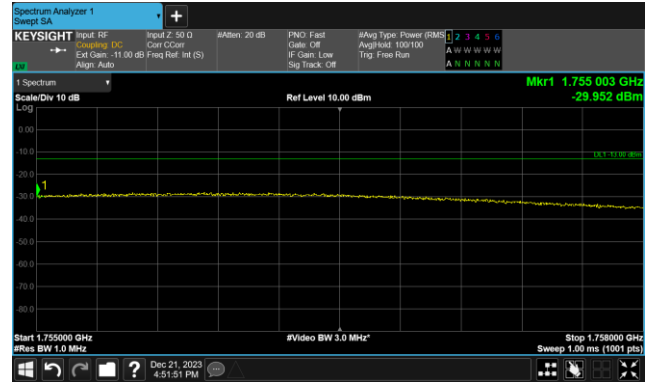 Spectrum Analyzer 1
Swept SA
KEYSIGHT Input: RF Input Z: 50 Ω #Atten: 20 dB PNO: Fast #Avg Type: Power (RMS 1 2 3 4 5 6
Coupling: DC Corr CCorr Gate: Off Avg|Hold: 100/100 A W W W W W
Ext Gain: -11.00 dB Freq Ref: Int (S) IF Gain: Low Trig: Free Run
Align: Auto Sig Track: Off A N N N N N
1 Spectrum Mkr1 1.755 003 GHz
Scale/Div 10 dB Ref Level 10.00 dBm -29.952 dBm
Log
0.00
-10.0
DL1 -13.00 dBm
-20.0
1
-30.0
-40.0
-50.0
-60.0
-70.0
-80.0
Start 1.755000 GHz #Video BW 3.0 MHz* Stop 1.758000 GHz
#Res BW 1.0 MHz Sweep 1.00 ms (1001 pts)
? Dec 21, 2023
4:51:51 PM